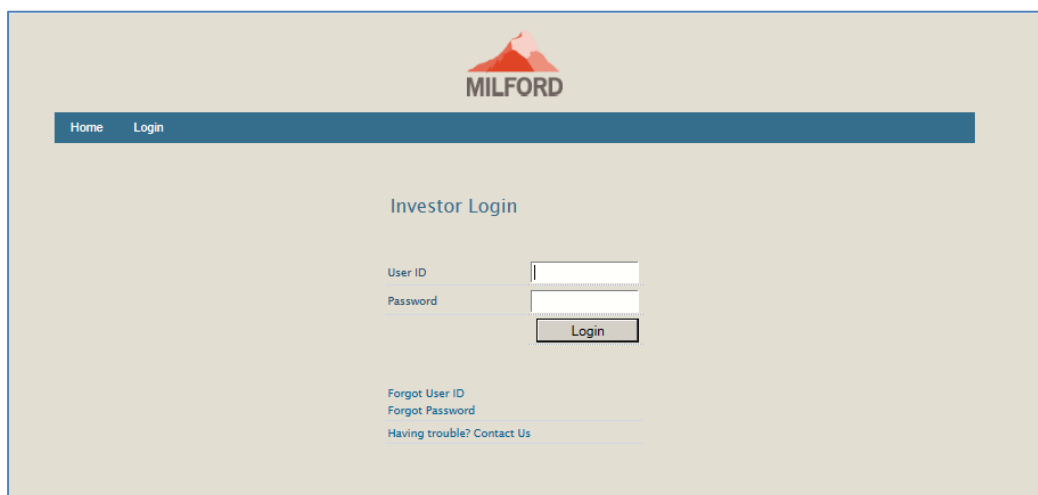 MILFORD
Home Login
Investor Login
User ID
Password
Login
Forgot User ID
Forgot Password
Having trouble? Contact Us